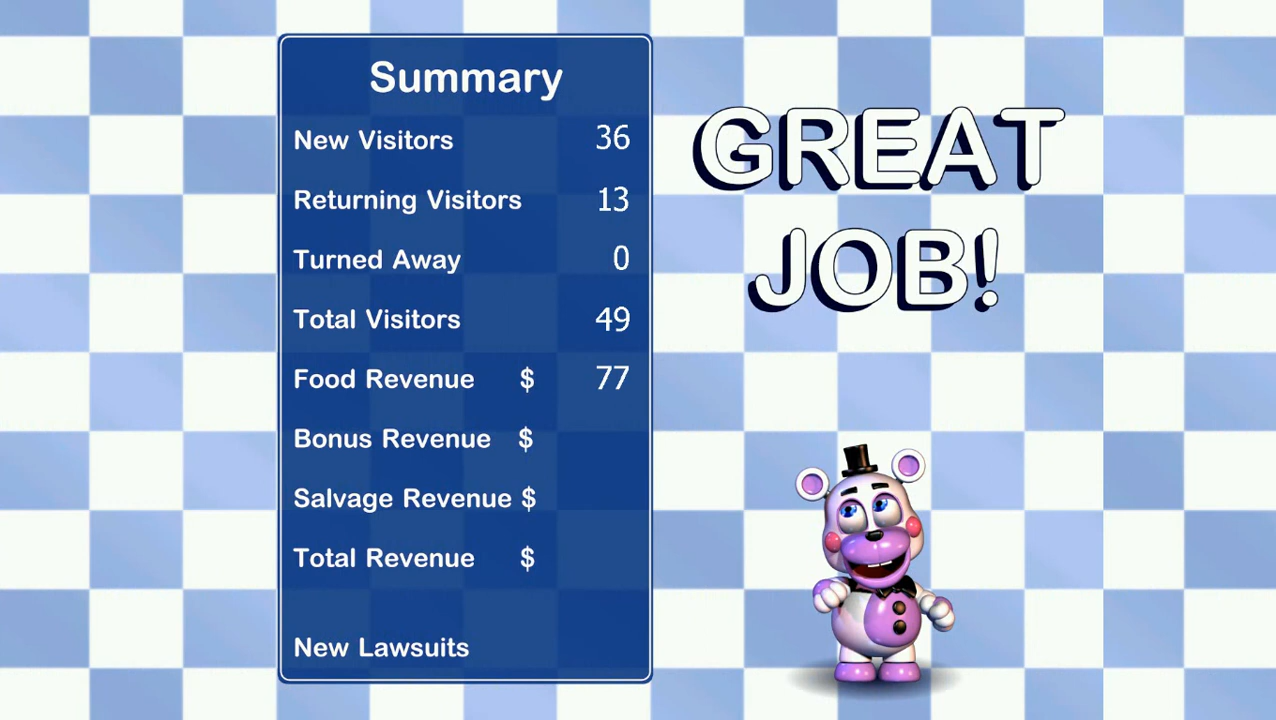 Summary
New Visitors 36
Returning Visitors 13
Turned Away 0
Total Visitors 49
Food Revenue $ 77
Bonus Revenue $
Salvage Revenue $
Total Revenue $
New Lawsuits
GREAT
JOB!